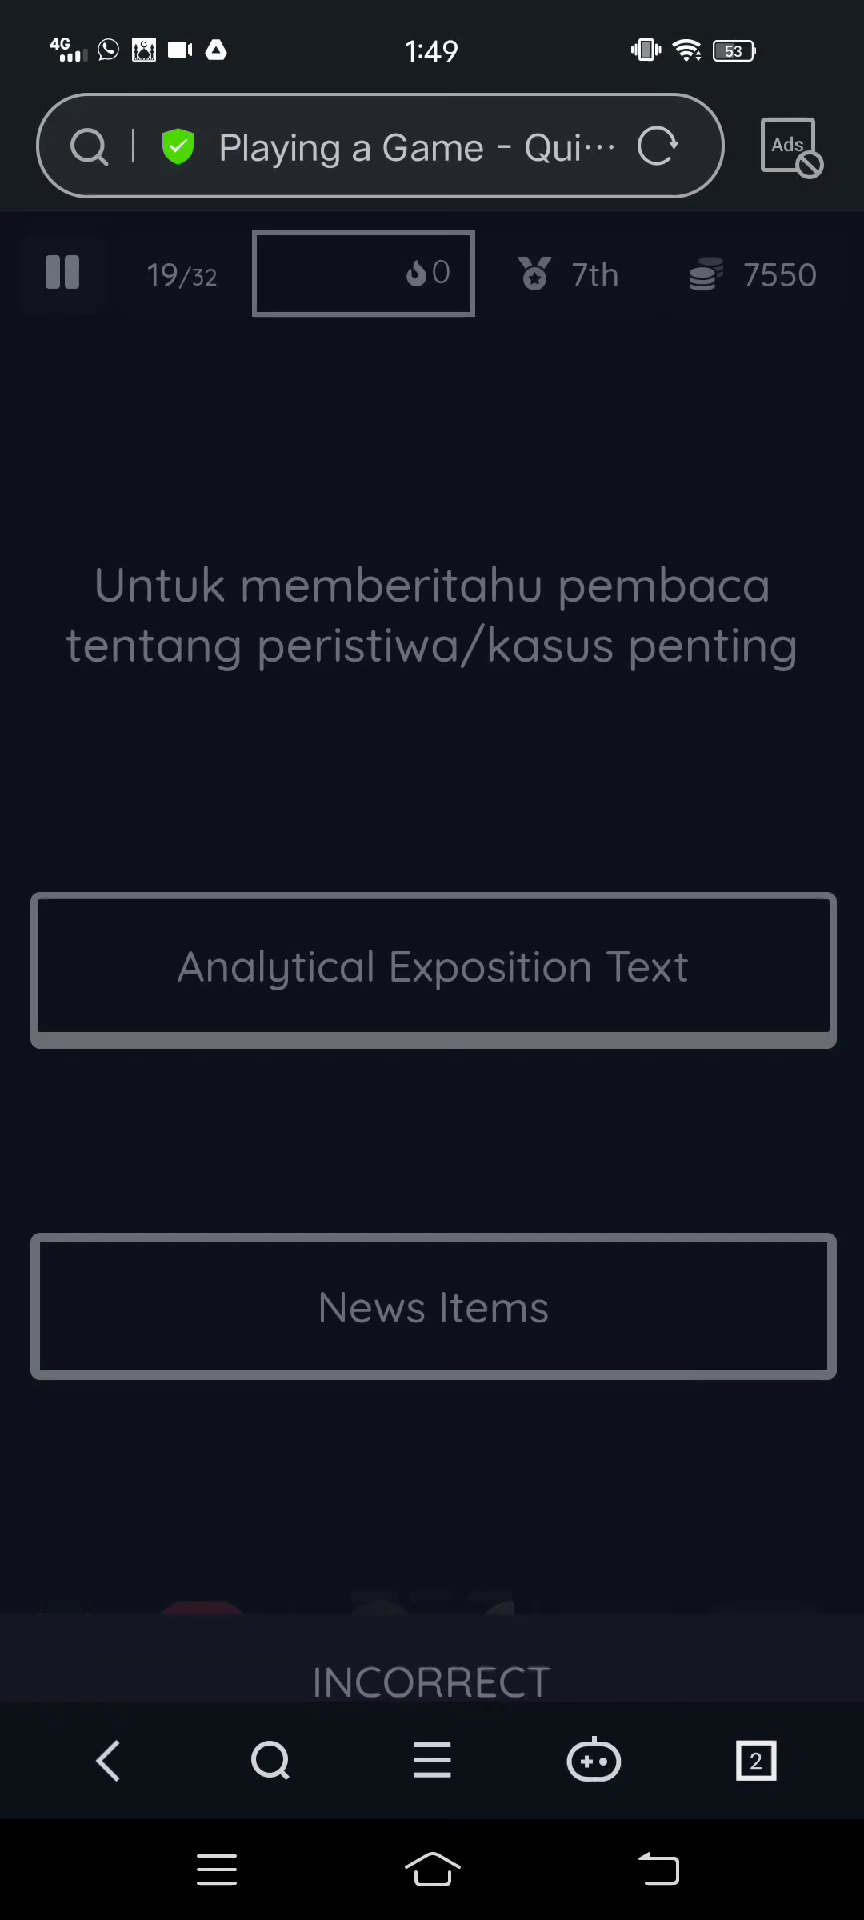 4G 1:49 53
Playing a Game - Qui··· Ads
19/32 0 7th 7550
Untuk memberitahu pembaca
tentang peristiwa/kasus penting
Analytical Exposition Text
News Items
INCORRECT
2